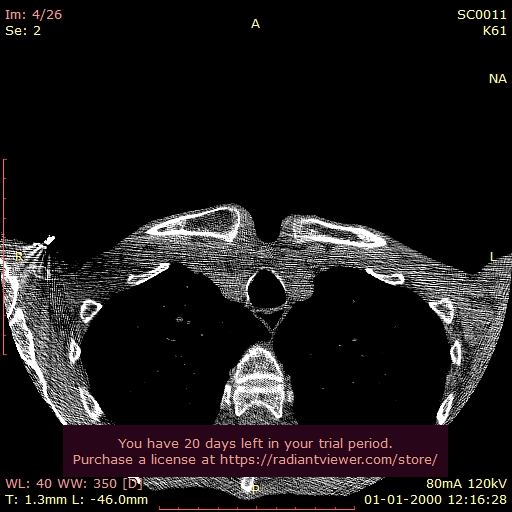 Im: 4/26
Se: 2
A
SC0011
K61
NA
R
L
You have 20 days left in your trial period.
Purchase a license at https://radiantviewer.com/store/
P
WL: 40 WW: 350 [D]
T: 1.3mm L: -46.0mm
80mA 120kV
01-01-2000 12:16:28